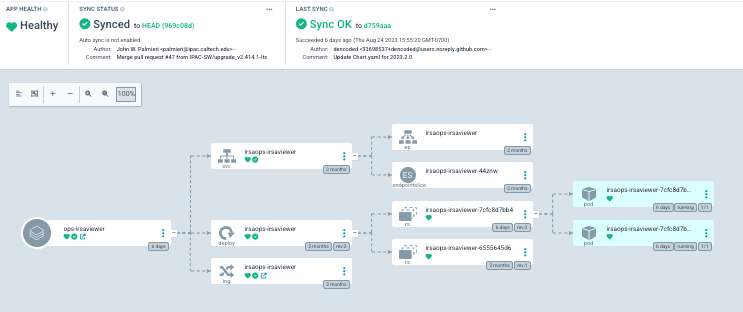 APP HEALTH
Healthy
SYNC STATUS
Synced to HEAD (969c08d)
Auto sync is not enabled.
Author: John W. Palmieri <palmieri@ipac.caltech.edu> -
Comment: Merge pull request #47 from IPAC-SW/upgrade_v2.414.1-lts
LAST SYNC
Sync OK to d759aaa
Succeeded 6 days ago (Thu Aug 24 2023 15:55:20 GMT-0700)
Author: dencoded <33698537+dencoded@users.noreply.github.com> -
Comment: Update Chart.yaml for 2023.2.0
100%
ops-irsaviewer
6 days
svc
irsaops-irsaviewer
2 months
deploy
irsaops-irsaviewer
2 months rev:2
ing
irsaops-irsaviewer
2 months
ep
irsaops-irsaviewer
2 months
ES
endpointslice
irsaops-irsaviewer-44znw
2 months
rs
irsaops-irsaviewer-7cfc8d7bb4
6 days rev:2
rs
irsaops-irsaviewer-6555645d6
2 months rev:1
pod
irsaops-irsaviewer-7cfc8d7b...
6 days running 1/1
pod
irsaops-irsaviewer-7cfc8d7b...
6 days running 1/1